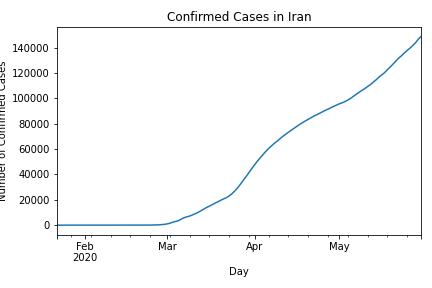 Confirmed Cases in Iran
Number of Confirmed Cases
140000
120000
100000
80000
60000
40000
20000
0
Feb
2020
Mar
Apr
May
Day